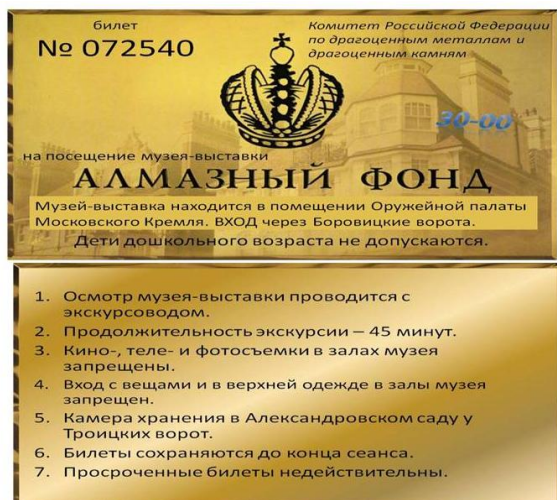 билет
№ 072540
Комитет Российской Федерации
по драгоценным металлам и
драгоценным камням
30-00
на посещение музея-выставки
АЛМАЗНЫЙ ФОНД
Музей-выставка находится в помещении Оружейной палаты
Московского Кремля. ВХОД через Боровицкие ворота.
Дети дошкольного возраста не допускаются.
1. Осмотр музея-выставки проводится с
экскурсоводом.
2. Продолжительность экскурсии – 45 минут.
3. Кино-, теле- и фотосъемки в залах музея
запрещены.
4. Вход с вещами и в верхней одежде в залы музея
запрещен.
5. Камера хранения в Александровском саду у
Троицких ворот.
6. Билеты сохраняются до конца сеанса.
7. Просроченные билеты недействительны.